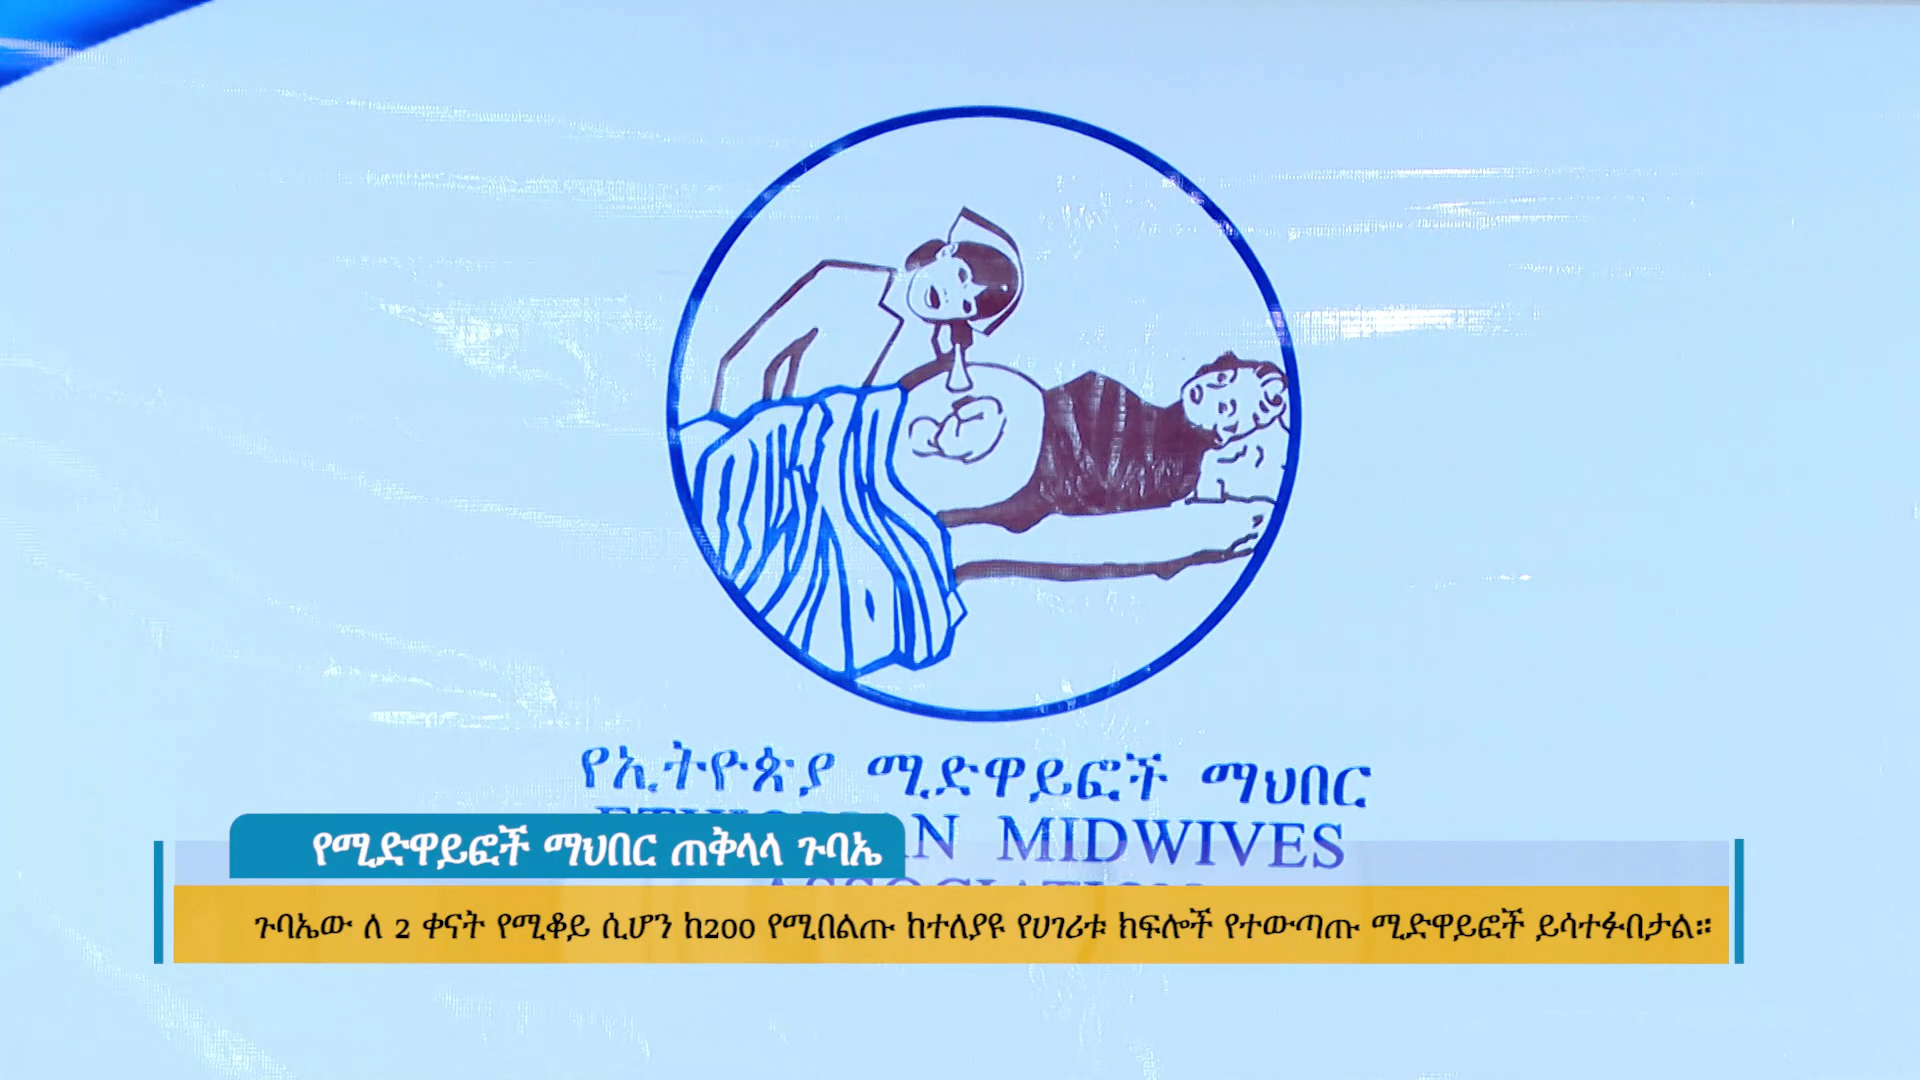 የኢትዮጵያ ሚድዋይፎች ማህበር
MIDWIVES
የሚድዋይፎች ማህበር ጠቅላላ ጉባኤ
ጉባኤው ለ 2 ቀናት የሚቆይ ሲሆን ከ200 የሚበልጡ ከተለያዩ የሀገሪቱ ክፍሎች የተውጣጡ ሚድዋይፎች ይሳተፉበታል።